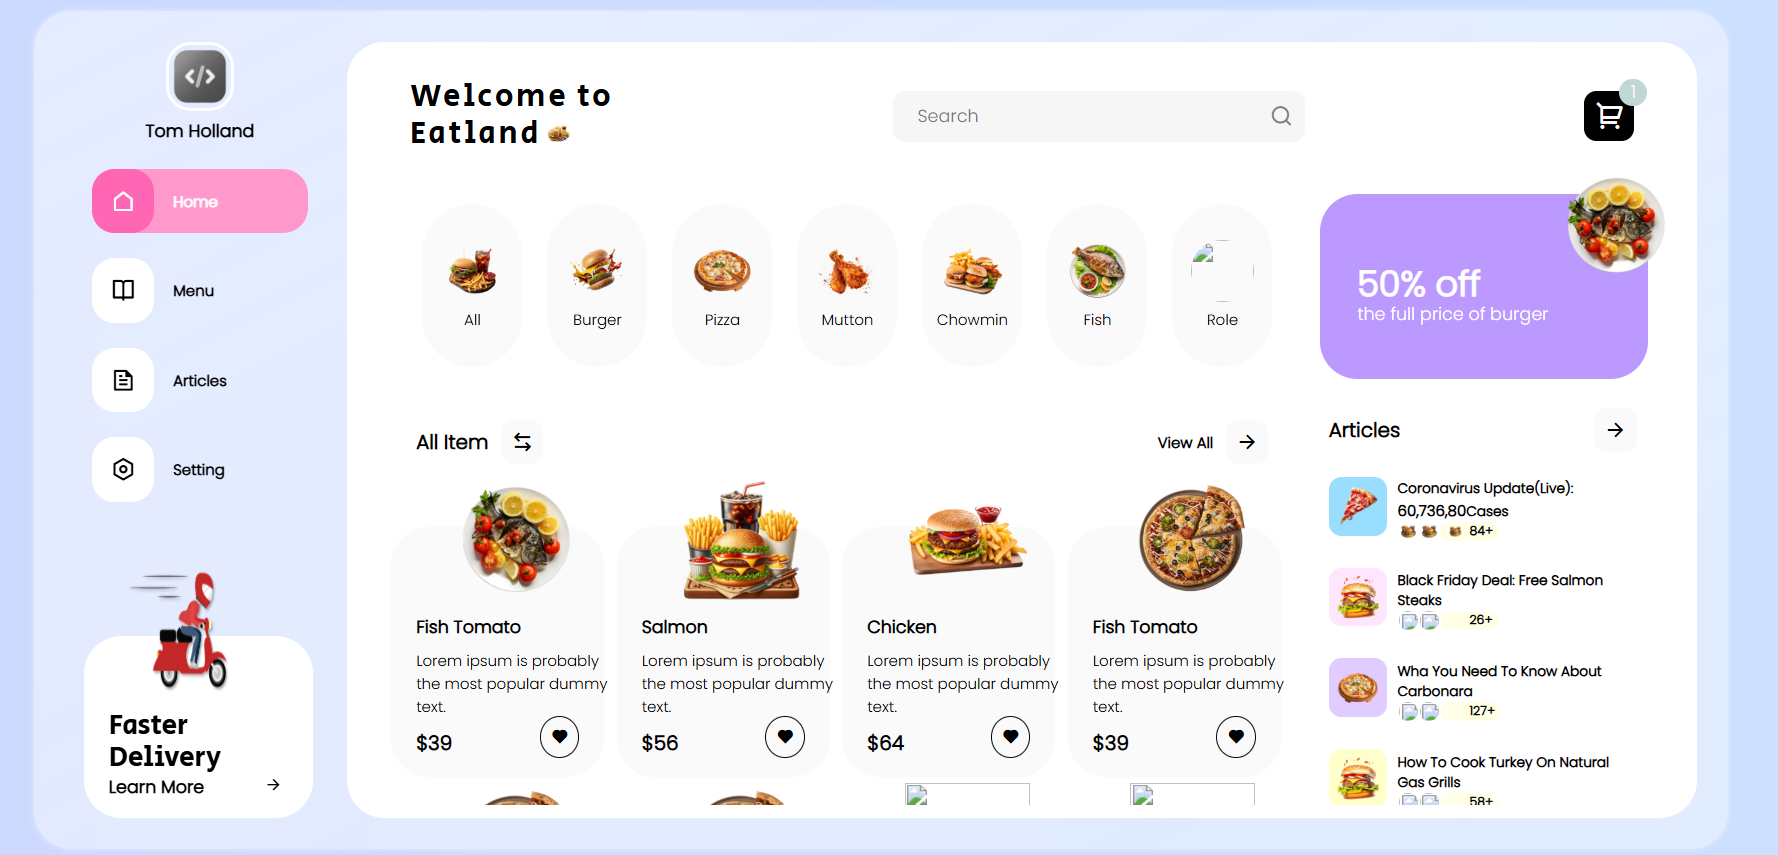 Tom Holland
Home
Menu
Articles
Setting
Faster
Delivery
Learn More
Welcome to
Eatland
Search
1
All
Burger
Pizza
Mutton
Chowmin
Fish
Role
50% off
the full price of burger
All Item
View All
Fish Tomato
Lorem ipsum is probably
the most popular dummy
text.
$39
Salmon
Lorem ipsum is probably
the most popular dummy
text.
$56
Chicken
Lorem ipsum is probably
the most popular dummy
text.
$64
Fish Tomato
Lorem ipsum is probably
the most popular dummy
text.
$39
Articles
Coronavirus Update(Live):
60,736,80Cases
84+
Black Friday Deal: Free Salmon
Steaks
26+
Wha You Need To Know About
Carbonara
127+
How To Cook Turkey On Natural
Gas Grills
58+